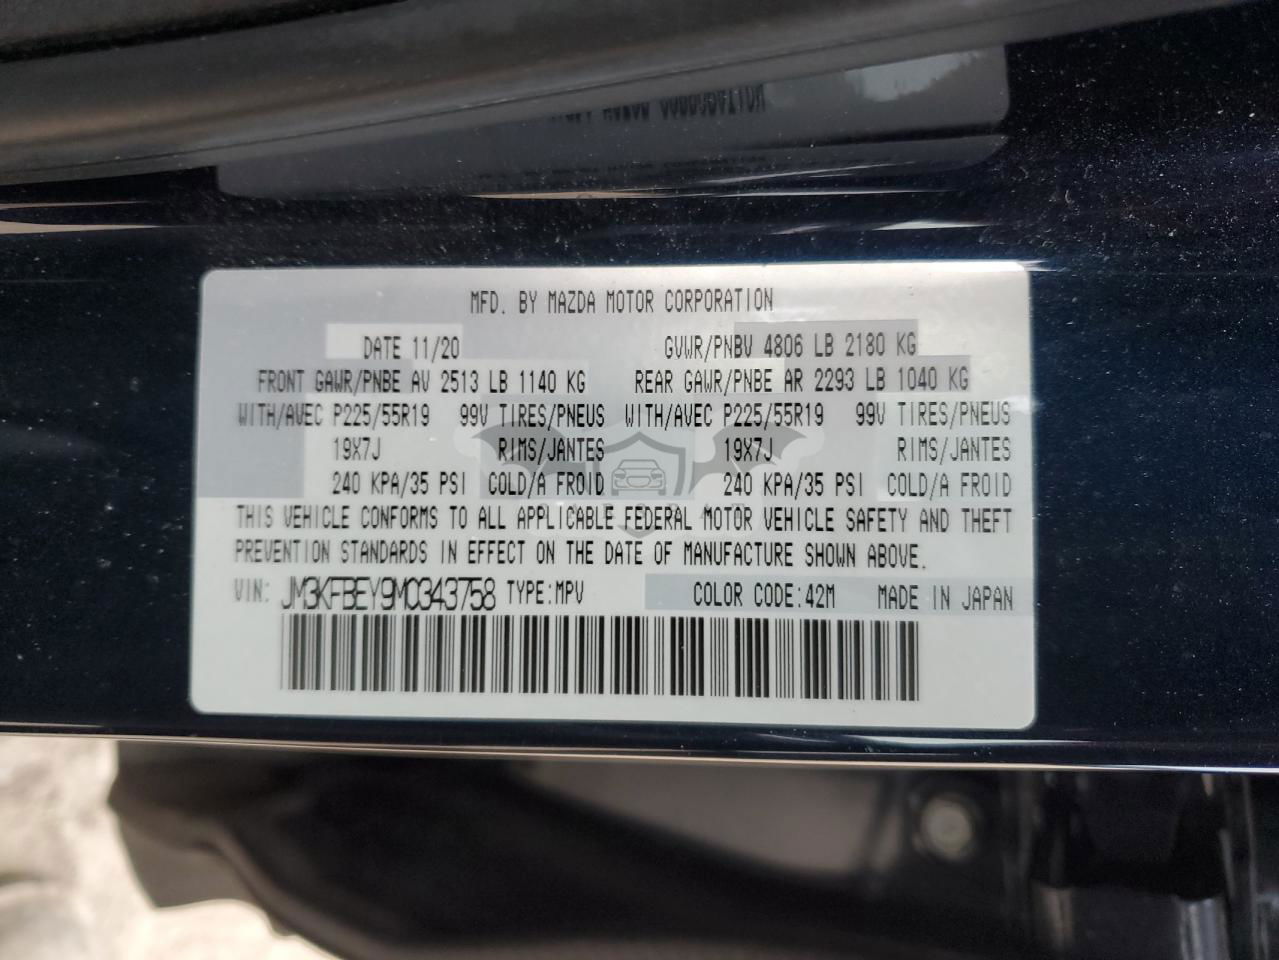 MFD. BY MAZDA MOTOR CORPORATION
DATE 11/20 GVWR/PNBV 4806 LB 2180 KG
FRONT GAWR/PNBE AV 2513 LB 1140 KG REAR GAWR/PNBE AR 2293 LB 1040 KG
WITH/AVEC P225/55R19 99V TIRES/PNEUS WITH/AVEC P225/55R19 99V TIRES/PNEUS
19X7J RIMS/JANTES 19X7J RIMS/JANTES
240 KPA/35 PSI COLD/A FROID 240 KPA/35 PSI COLD/A FROID
THIS VEHICLE CONFORMS TO ALL APPLICABLE FEDERAL MOTOR VEHICLE SAFETY AND THEFT
PREVENTION STANDARDS IN EFFECT ON THE DATE OF MANUFACTURE SHOWN ABOVE.
VIN: JM3KFBEY9M0343758 TYPE:MPV COLOR CODE:42M MADE IN JAPAN